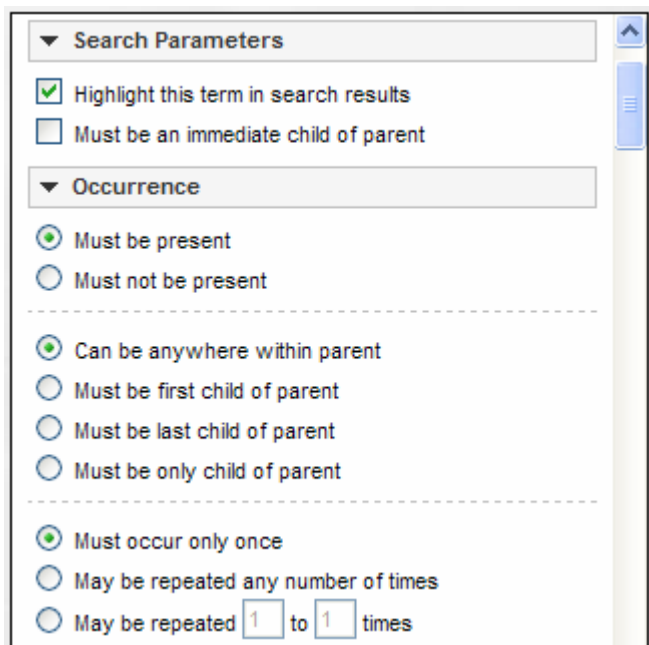 Search Parameters
Highlight this term in search results
Must be an immediate child of parent
Occurrence
Must be present
Must not be present
Can be anywhere within parent
Must be first child of parent
Must be last child of parent
Must be only child of parent
Must occur only once
May be repeated any number of times
May be repeated 1 to 1 times